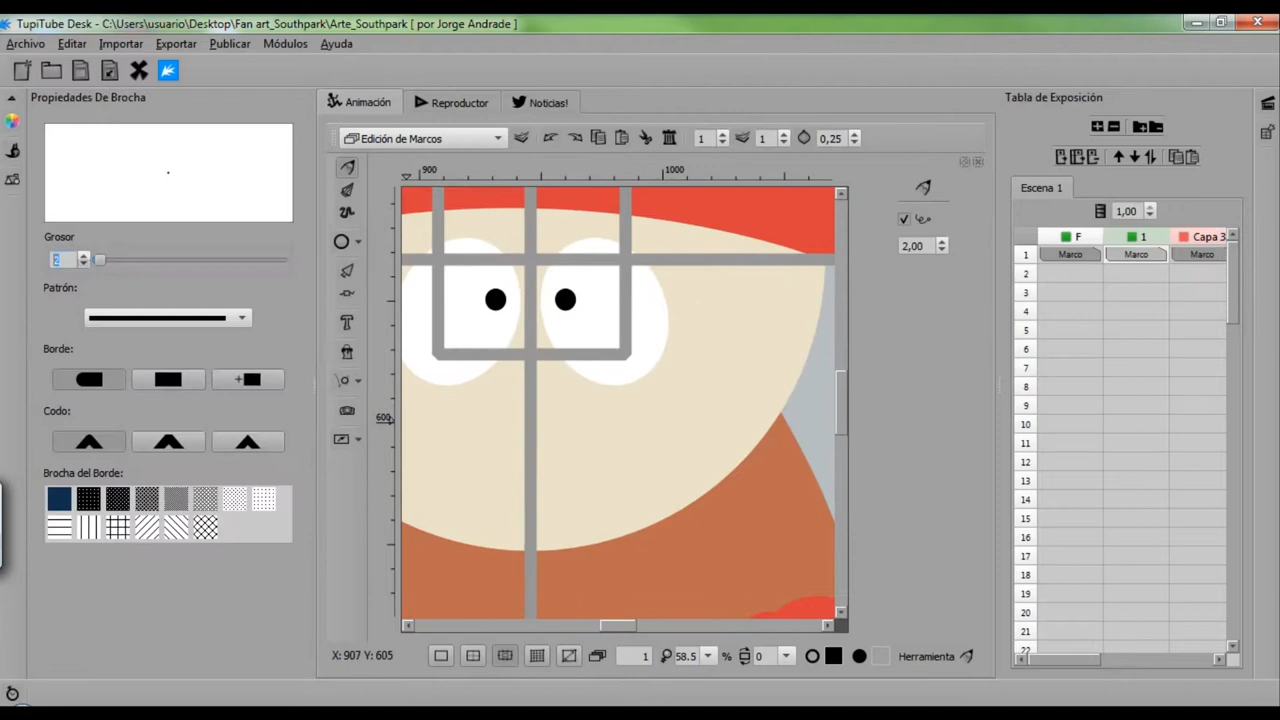 TupiTube Desk - C:\Users\usuario\Desktop\Fan art_Southpark\Arte_Southpark [ por Jorge Andrade ]
Archivo Editar Importar Exportar Publicar Módulos Ayuda
Propiedades De Brocha
Animación Reproductor Noticias!
Tabla de Exposición
Edición de Marcos 1 1 0,25
900 1000
Escena 1
1,00
Grosor
2
2,00
F 1 Capa 3
1 Marco Marco Marco
2
3
Patrón:
4
5
Borde:
6
7
8
9
Codo:
600
10
11
12
Brocha del Borde:
13
14
15
16
17
18
19
20
21
22
X: 907 Y: 605 1 58.5 % 0 Herramienta